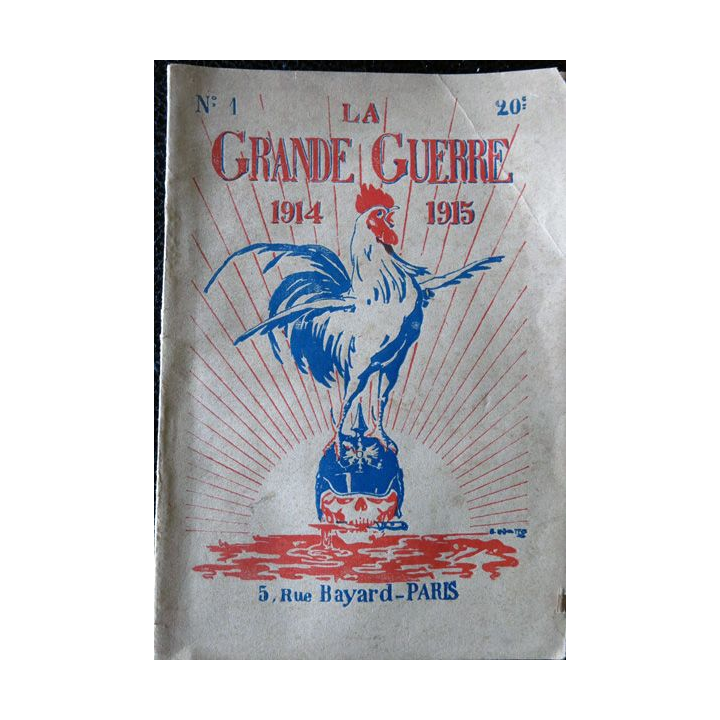 N° 1
20c
LA
GRANDE GUERRE
1914 1915
5, Rue Bayard-PARIS